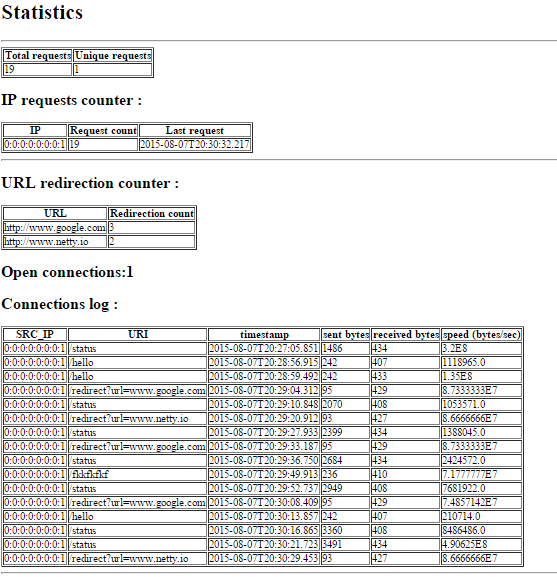 Statistics
Total requests Unique requests
19 1
IP requests counter :
IP Request count Last request
0:0:0:0:0:0:0:1 19 2015-08-07T20:30:32.217
URL redirection counter :
URL Redirection count
http://www.google.com 3
http://www.netty.io 2
Open connections:1
Connections log :
SRC_IP URI timestamp sent bytes received bytes speed (bytes/sec)
0:0:0:0:0:0:0:1 /status 2015-08-07T20:27:05.851 1486 434 3.2E8
0:0:0:0:0:0:0:1 /hello 2015-08-07T20:28:56.915 242 407 1118965.0
0:0:0:0:0:0:0:1 /hello 2015-08-07T20:28:59.492 242 433 1.35E8
0:0:0:0:0:0:0:1 /redirect?url=www.google.com 2015-08-07T20:29:04.312 95 429 8.7333333E7
0:0:0:0:0:0:0:1 /status 2015-08-07T20:29:10.848 2070 408 1053571.0
0:0:0:0:0:0:0:1 /redirect?url=www.netty.io 2015-08-07T20:29:20.912 93 427 8.6666666E7
0:0:0:0:0:0:0:1 /status 2015-08-07T20:29:27.933 2399 434 1388045.0
0:0:0:0:0:0:0:1 /redirect?url=www.google.com 2015-08-07T20:29:33.187 95 429 8.7333333E7
0:0:0:0:0:0:0:1 /status 2015-08-07T20:29:36.750 2684 434 2424572.0
0:0:0:0:0:0:0:1 /fkkfkfkf 2015-08-07T20:29:49.913 236 410 7.1777777E7
0:0:0:0:0:0:0:1 /status 2015-08-07T20:29:52.737 2949 408 7681922.0
0:0:0:0:0:0:0:1 /redirect?url=www.google.com 2015-08-07T20:30:08.409 95 429 7.4857142E7
0:0:0:0:0:0:0:1 /hello 2015-08-07T20:30:13.857 242 407 210714.0
0:0:0:0:0:0:0:1 /status 2015-08-07T20:30:16.865 3360 408 8486486.0
0:0:0:0:0:0:0:1 /status 2015-08-07T20:30:21.723 3491 434 4.90625E8
0:0:0:0:0:0:0:1 /redirect?url=www.netty.io 2015-08-07T20:30:29.453 93 427 8.6666666E7